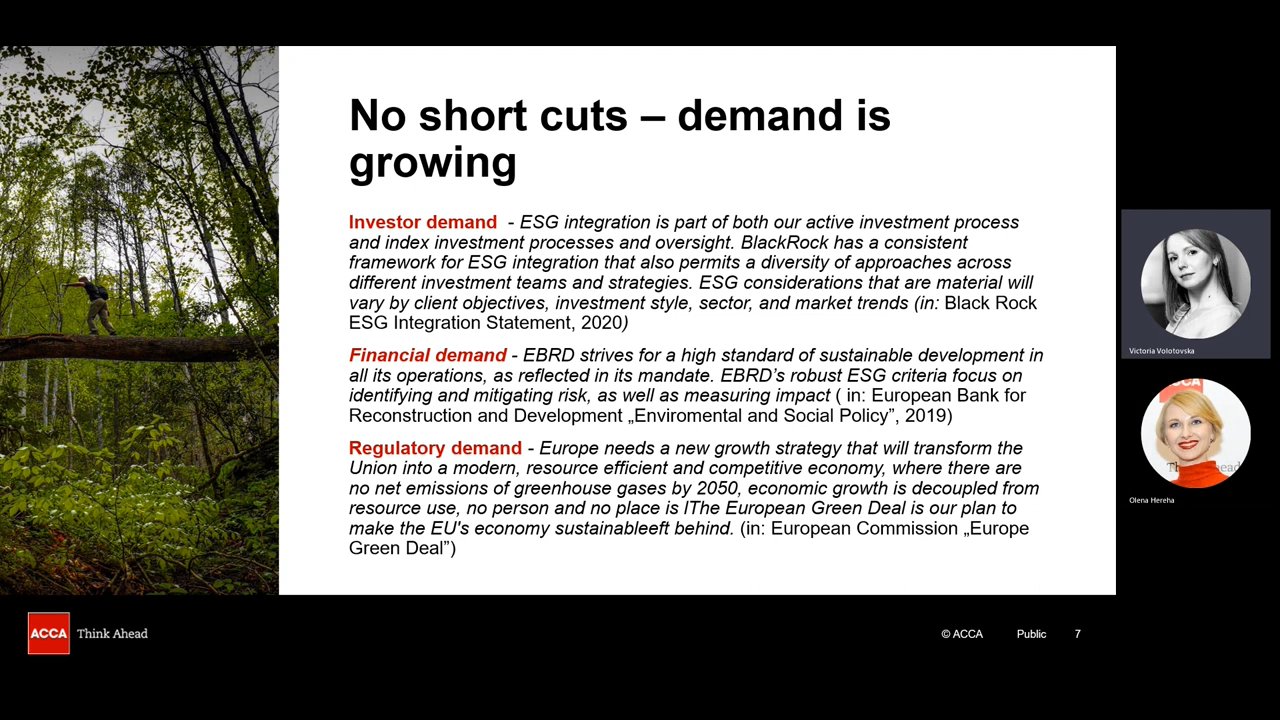 No short cuts – demand is
growing
Investor demand - ESG integration is part of both our active investment process
and index investment processes and oversight. BlackRock has a consistent
framework for ESG integration that also permits a diversity of approaches across
different investment teams and strategies. ESG considerations that are material will
vary by client objectives, investment style, sector, and market trends (in: Black Rock
ESG Integration Statement, 2020)
Financial demand - EBRD strives for a high standard of sustainable development in
all its operations, as reflected in its mandate. EBRD's robust ESG criteria focus on
identifying and mitigating risk, as well as measuring impact ( in: European Bank for
Reconstruction and Development „Enviromental and Social Policy”, 2019)
Regulatory demand - Europe needs a new growth strategy that will transform the
Union into a modern, resource efficient and competitive economy, where there are
no net emissions of greenhouse gases by 2050, economic growth is decoupled from
resource use, no person and no place is lThe European Green Deal is our plan to
make the EU's economy sustainableeft behind. (in: European Commission „Europe
Green Deal”)
Victoria Volotovska
CCA
Th
ead
Olena Hereha
ACCA Think Ahead
© ACCA Public 7